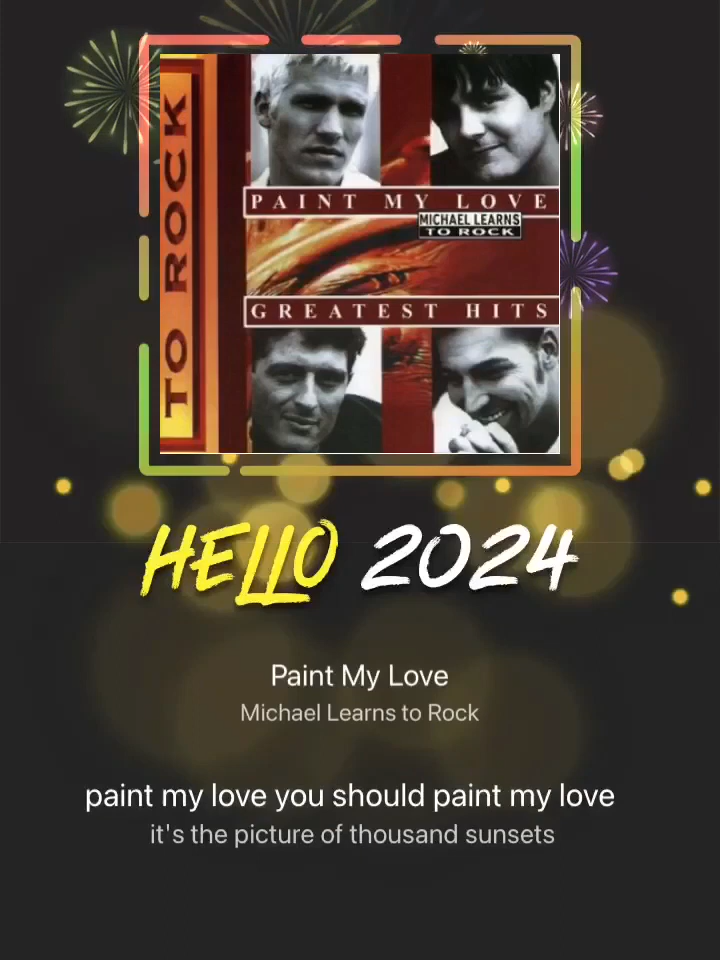 TO ROCK
PAINT MY LOVE
MICHAEL LEARNS
TO ROCK
GREATEST HITS
HELLO 2024
Paint My Love
Michael Learns to Rock
paint my love you should paint my love
it's the picture of thousand sunsets